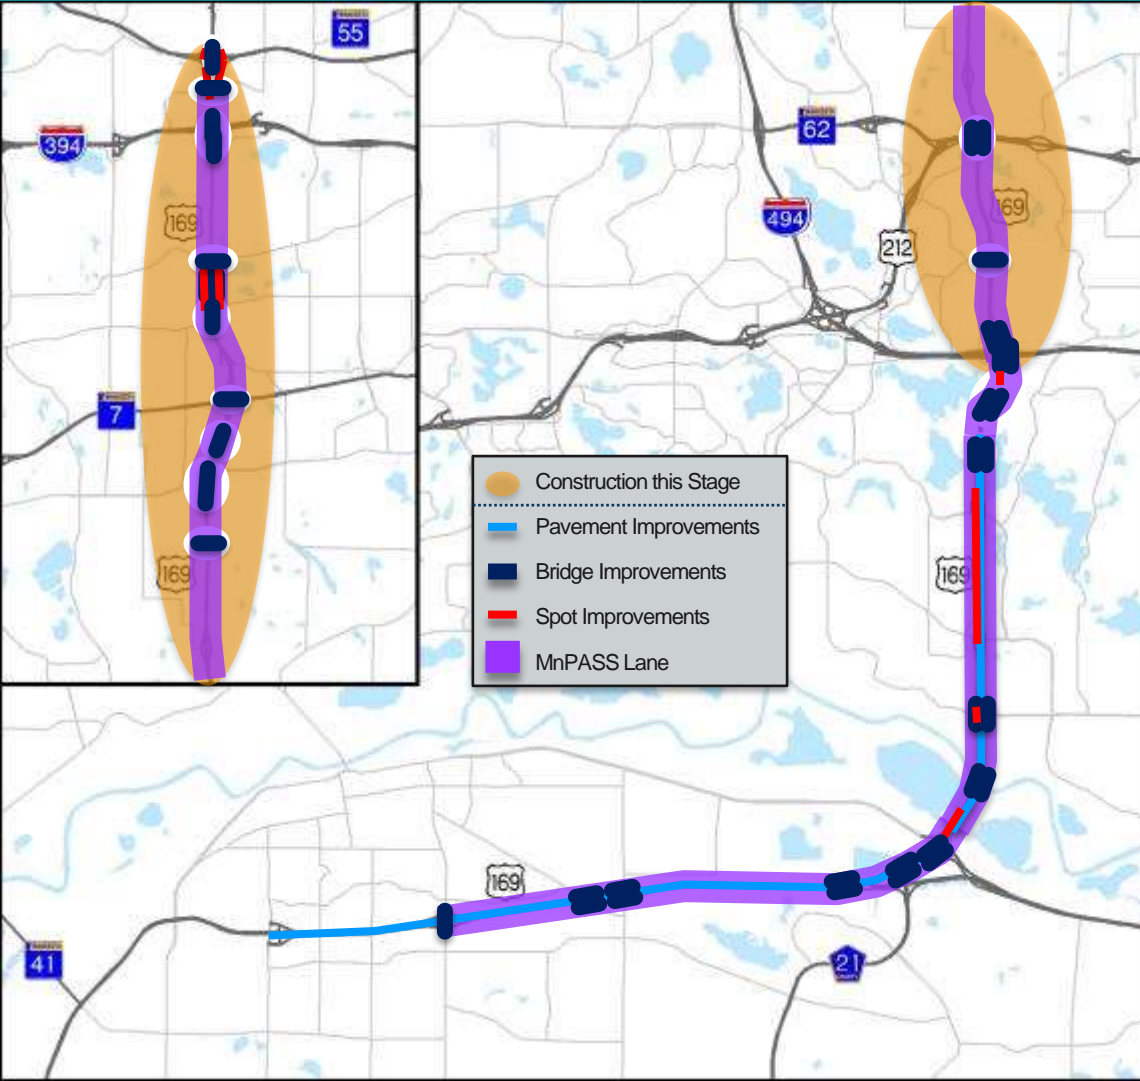 55
394
169
7
169
62
494
212
169
Construction this Stage
Pavement Improvements
Bridge Improvements
Spot Improvements
MnPASS Lane
169
169
41
21